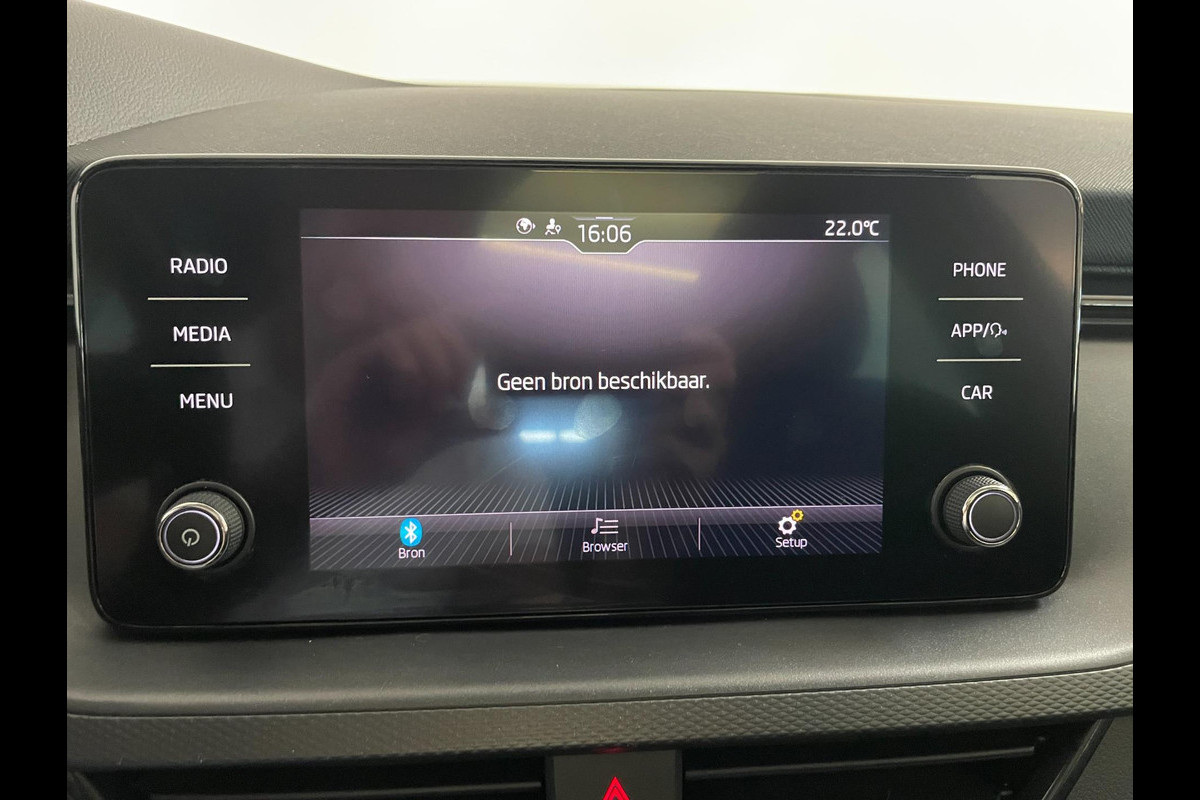 16:06
22.0°C
RADIO
MEDIA
MENU
Geen bron beschikbaar.
PHONE
APP/
CAR
Bron
Browser
Setup